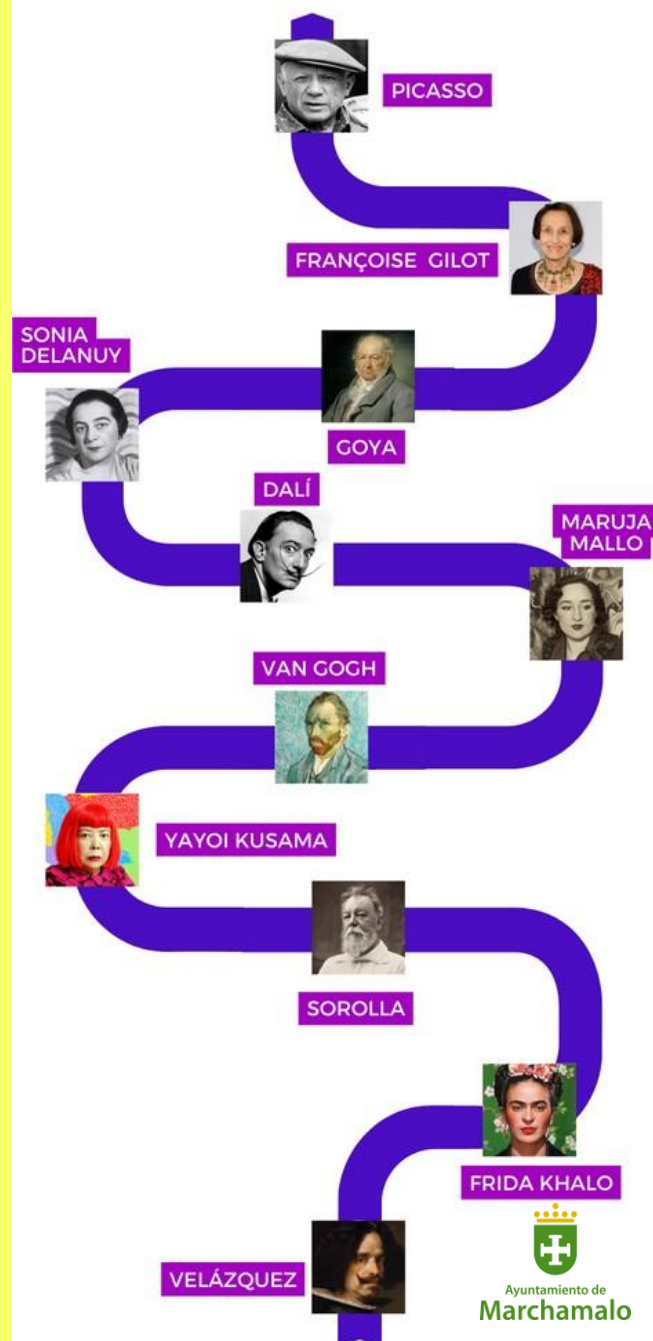 PICASSO
FRANÇOISE GILOT
SONIA
DELANUY
GOYA
DALÍ
MARUJA
MALLO
VAN GOGH
YAYOI KUSAMA
SOROLLA
FRIDA KHALO
VELÁZQUEZ
Ayuntamiento de
Marchamalo